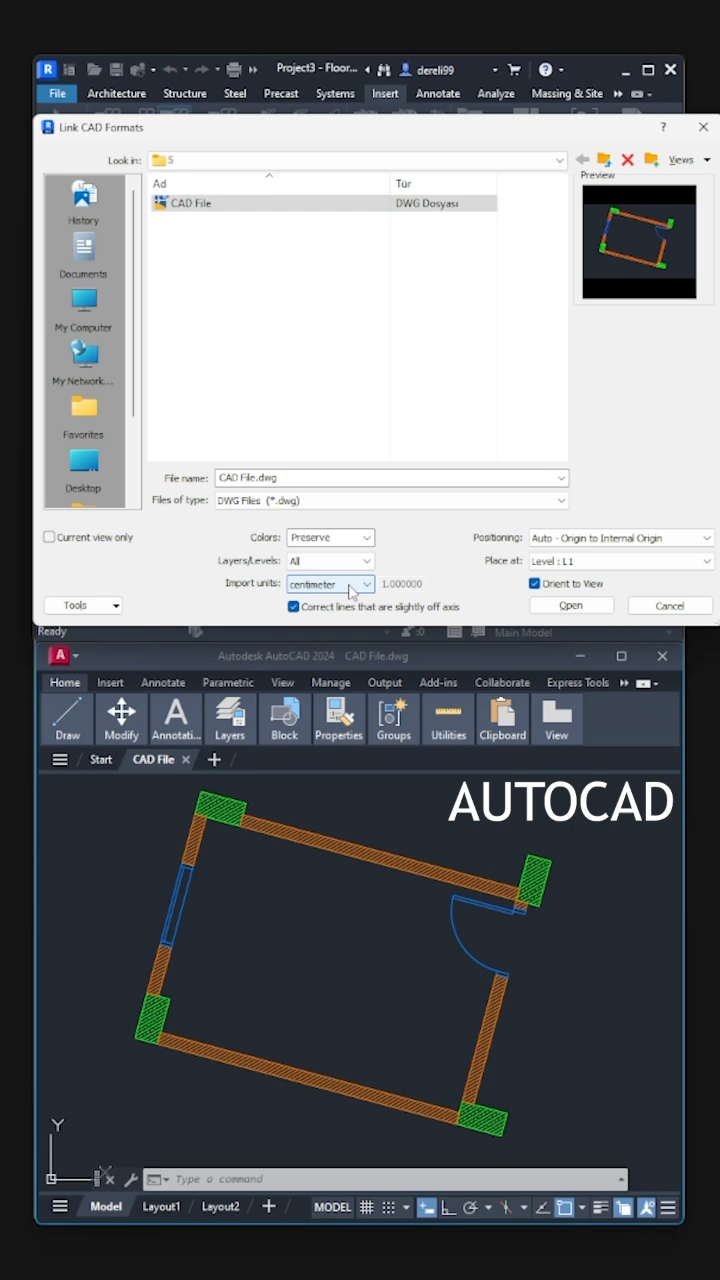 R Project3 - Floor... dereli99
File Architecture Structure Steel Precast Systems Insert Annotate Analyze Massing & Site
Link CAD Formats ? ×
Look in: S Views
Ad Tür Preview
CAD File DWG Dosyası
History
Documents
My Computer
My Network...
Favorites
Desktop
File name: CAD File.dwg
Files of type: DWG Files (*.dwg)
Current view only Colors: Preserve Positioning: Auto - Origin to Internal Origin
Layers/Levels: All Place at: Level : L1
Import units: centimeter 1.000000 Orient to View
Tools Correct lines that are slightly off axis Open Cancel
Ready :0 Main Model
A Autodesk AutoCAD 2024 CAD File.dwg
Home Insert Annotate Parametric View Manage Output Add-ins Collaborate Express Tools
Draw Modify Annotati... Layers Block Properties Groups Utilities Clipboard View
Start CAD File +
AUTOCAD
Y
X
Type a command
Model Layout1 Layout2 + MODEL